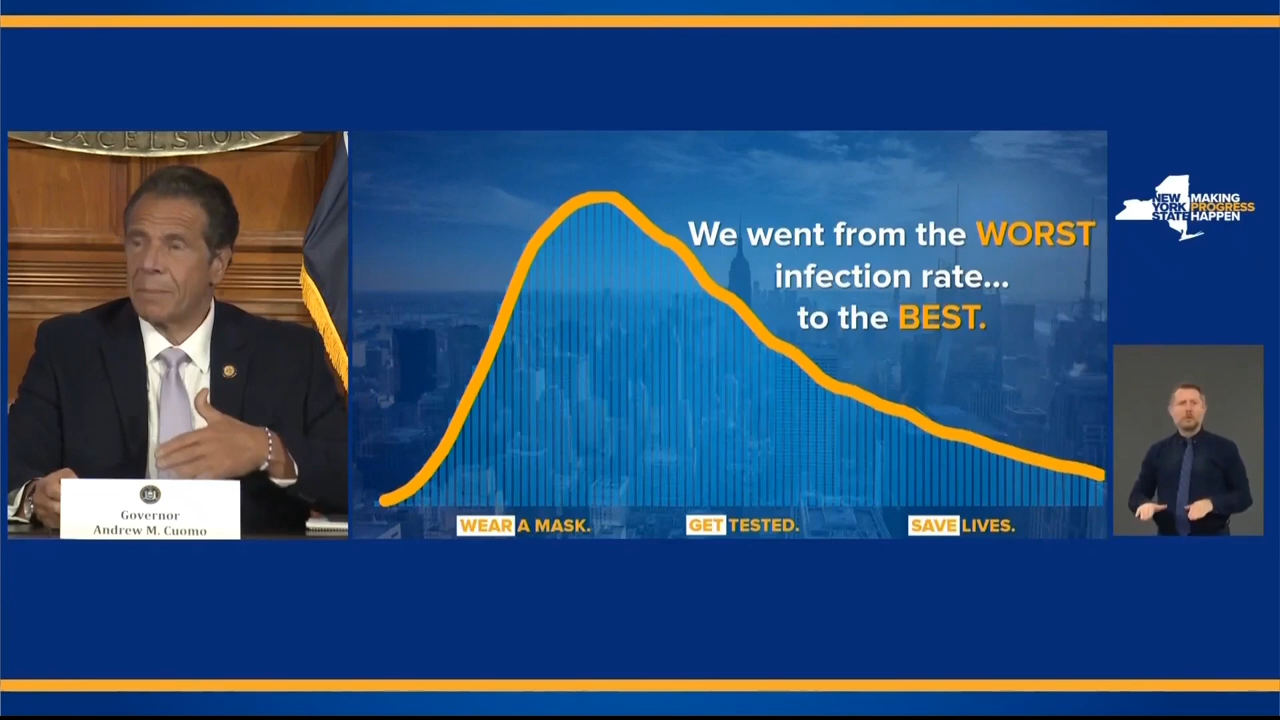 EXCELSIOR
We went from the WORST
infection rate...
to the BEST.
NEW YORK STATE
MAKING
PROGRESS
HAPPEN
Governor
Andrew M. Cuomo
WEAR A MASK. GET TESTED. SAVE LIVES.